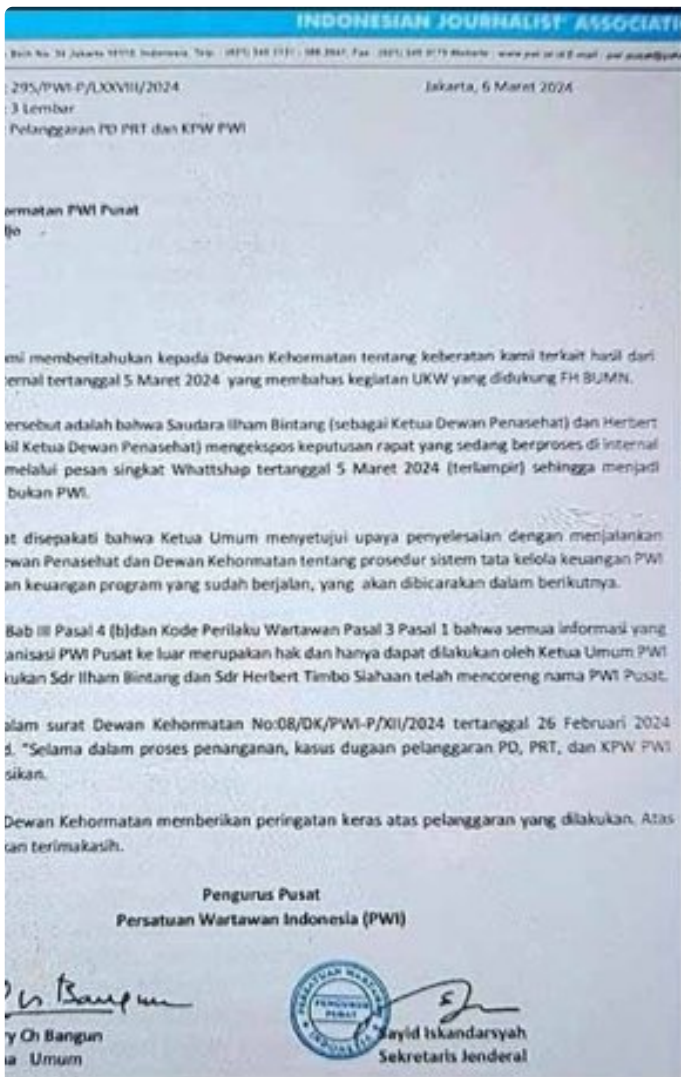 INDONESIAN JOURNALIST' ASSOCIATI
: 295/PWI-P/LXXVIII/2024 Jakarta, 6 Maret 2024
: 3 Lembar
: Pelanggaran PD PRT dan KPW PWI
ormatan PWI Pusat
mi memberitahukan kepada Dewan Kehormatan tentang keberatan kami terkait hasil dari
ternal tertanggal 5 Maret 2024 yang membahas kegiatan UKW yang didukung FH BUMN.
ersebut adalah bahwa Saudara Ilham Bintang (sebagai Ketua Dewan Penasehat) dan Herbert
kil Ketua Dewan Penasehat) mengekspos keputusan rapat yang sedang berproses di internal
melalui pesan singkat Whattshap tertanggal 5 Maret 2024 (terlampir) sehingga menjadi
bukan PWI.
at disepakati bahwa Ketua Umum menyetujui upaya penyelesaian dengan menjalankan
ewan Penasehat dan Dewan Kehormatan tentang prosedur sistem tata kelola keuangan PWI
an keuangan program yang sudah berjalan, yang akan dibicarakan dalam berikutnya.
Bab III Pasal 4 (b)dan Kode Perilaku Wartawan Pasal 3 Pasal 1 bahwa semua informasi yang
anisasi PWI Pusat ke luar merupakan hak dan hanya dapat dilakukan oleh Ketua Umum PWI
kukan Sdr Ilham Bintang dan Sdr Herbert Timbo Siahaan telah mencoreng nama PWI Pusat.
alam surat Dewan Kehormatan No:08/DK/PWI-P/XII/2024 tertanggal 26 Februari 2024
d. "Selama dalam proses penanganan, kasus dugaan pelanggaran PD, PRT, dan KPW PWI
sikan.
Dewan Kehormatan memberikan peringatan keras atas pelanggaran yang dilakukan. Atas
kan terimakasih.
Pengurus Pusat
Persatuan Wartawan Indonesia (PWI)
PERSATUAN WARTAWAN
PENGURUS
PUSAT
INDONESIA
y Ch Bangun Sayid Iskandarsyah
a Umum Sekretaris Jenderal